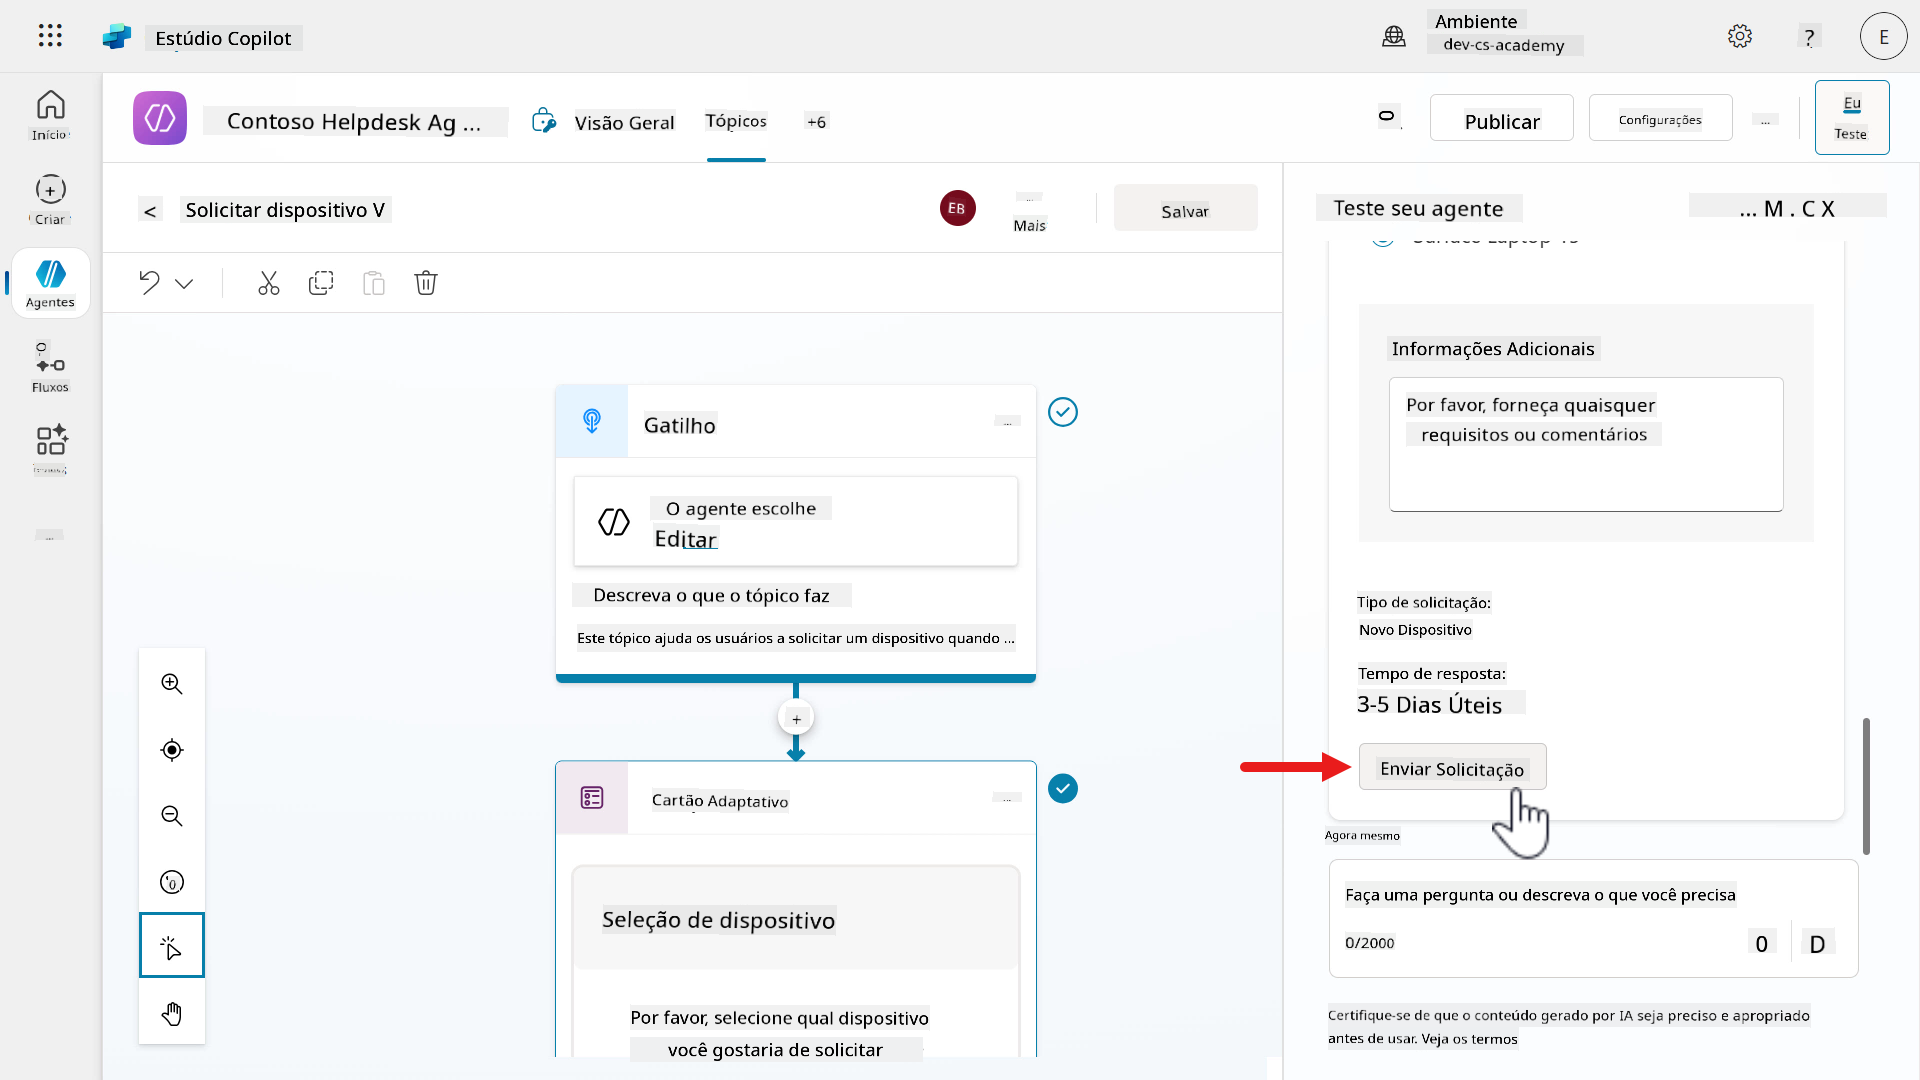 Estúdio Copilot
Ambiente
dev-cs-academy
?
E
Início
Criar
Agentes
Fluxos
...
Contoso Helpdesk Ag ...
Visão Geral
Tópicos
+6
Publicar
Configurações
...
Eu
Teste
<
Solicitar dispositivo V
EB
...
Mais
Salvar
Gatilho
...
O agente escolhe
Editar
Descreva o que o tópico faz
Este tópico ajuda os usuários a solicitar um dispositivo quando ...
+
Cartão Adaptativo
...
Seleção de dispositivo
Por favor, selecione qual dispositivo
você gostaria de solicitar
Teste seu agente
... M . C X
Informações Adicionais
Por favor, forneça quaisquer
requisitos ou comentários
Tipo de solicitação:
Novo Dispositivo
Tempo de resposta:
3-5 Dias Úteis
Enviar Solicitação
Agora mesmo
Faça uma pergunta ou descreva o que você precisa
0/2000
0
D
Certifique-se de que o conteúdo gerado por IA seja preciso e apropriado
antes de usar. Veja os termos